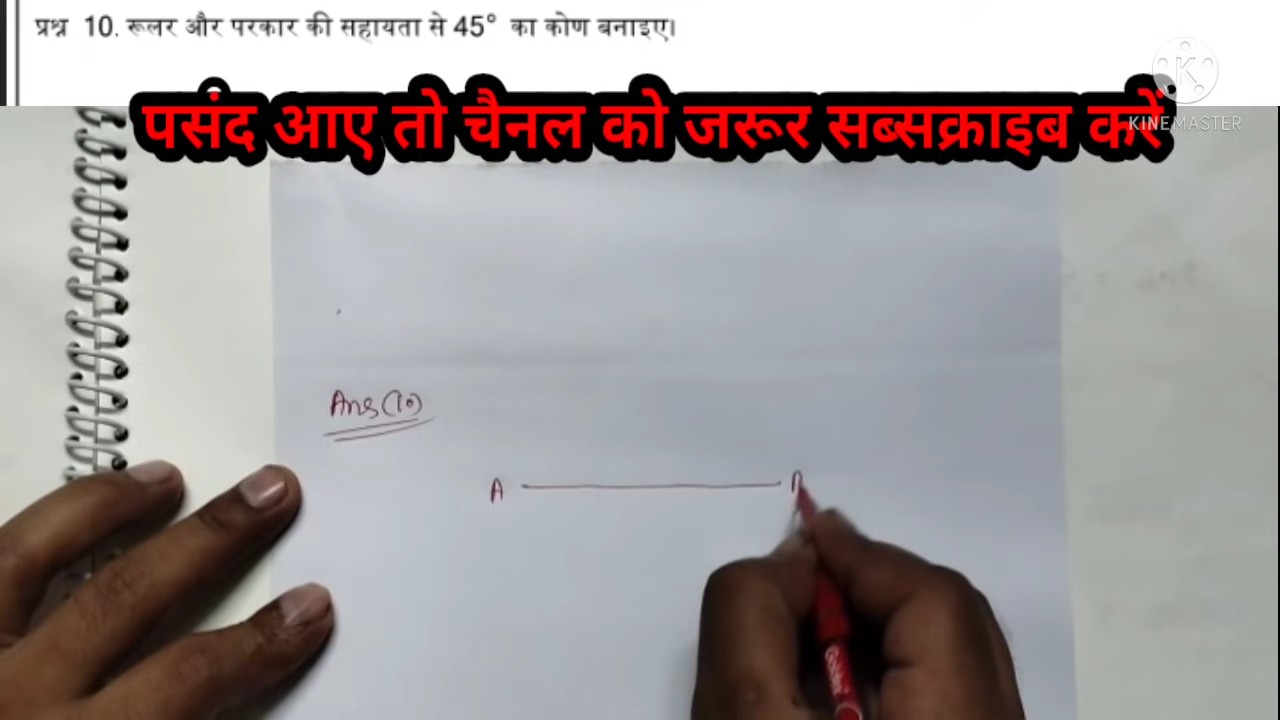 प्रश्न 10. रूलर और परकार की सहायता से 45° का कोण बनाइए।
पसंद आए तो चैनल को जरूर सब्सक्राइब करें
K
KINEMASTER
Ans(10)
A